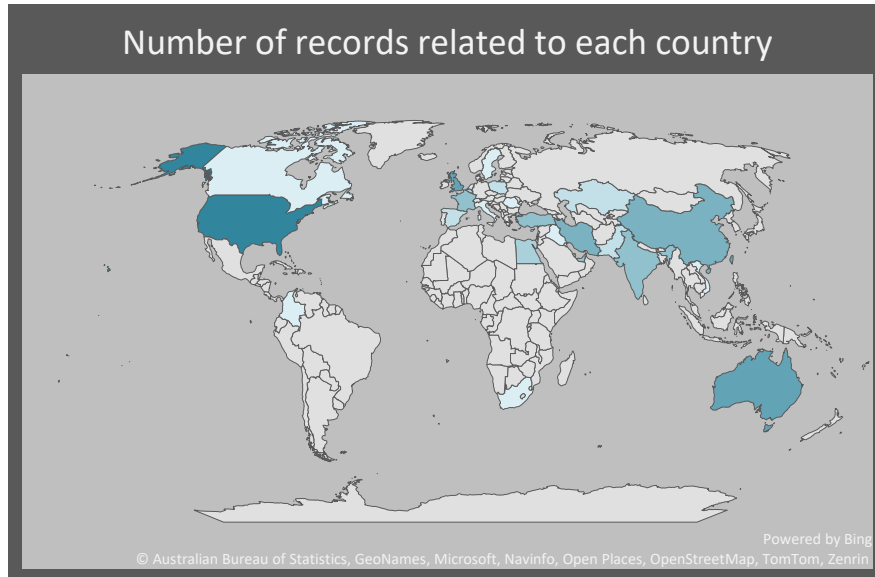 Number of records related to each country
Powered by Bing
© Australian Bureau of Statistics, GeoNames, Microsoft, Navinfo, Open Places, OpenStreetMap, TomTom, Zenrin